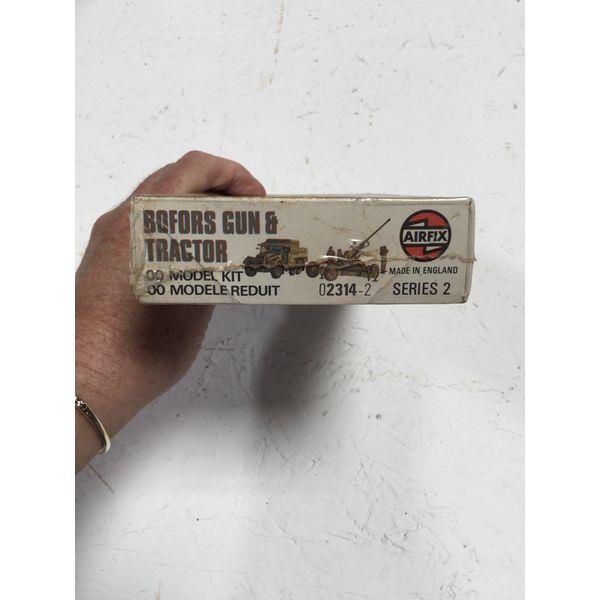 BOFORS GUN &
TRACTOR
00 MODEL KIT
00 MODELE REDUIT
02314-2
AIRFIX
MADE IN ENGLAND
SERIES 2